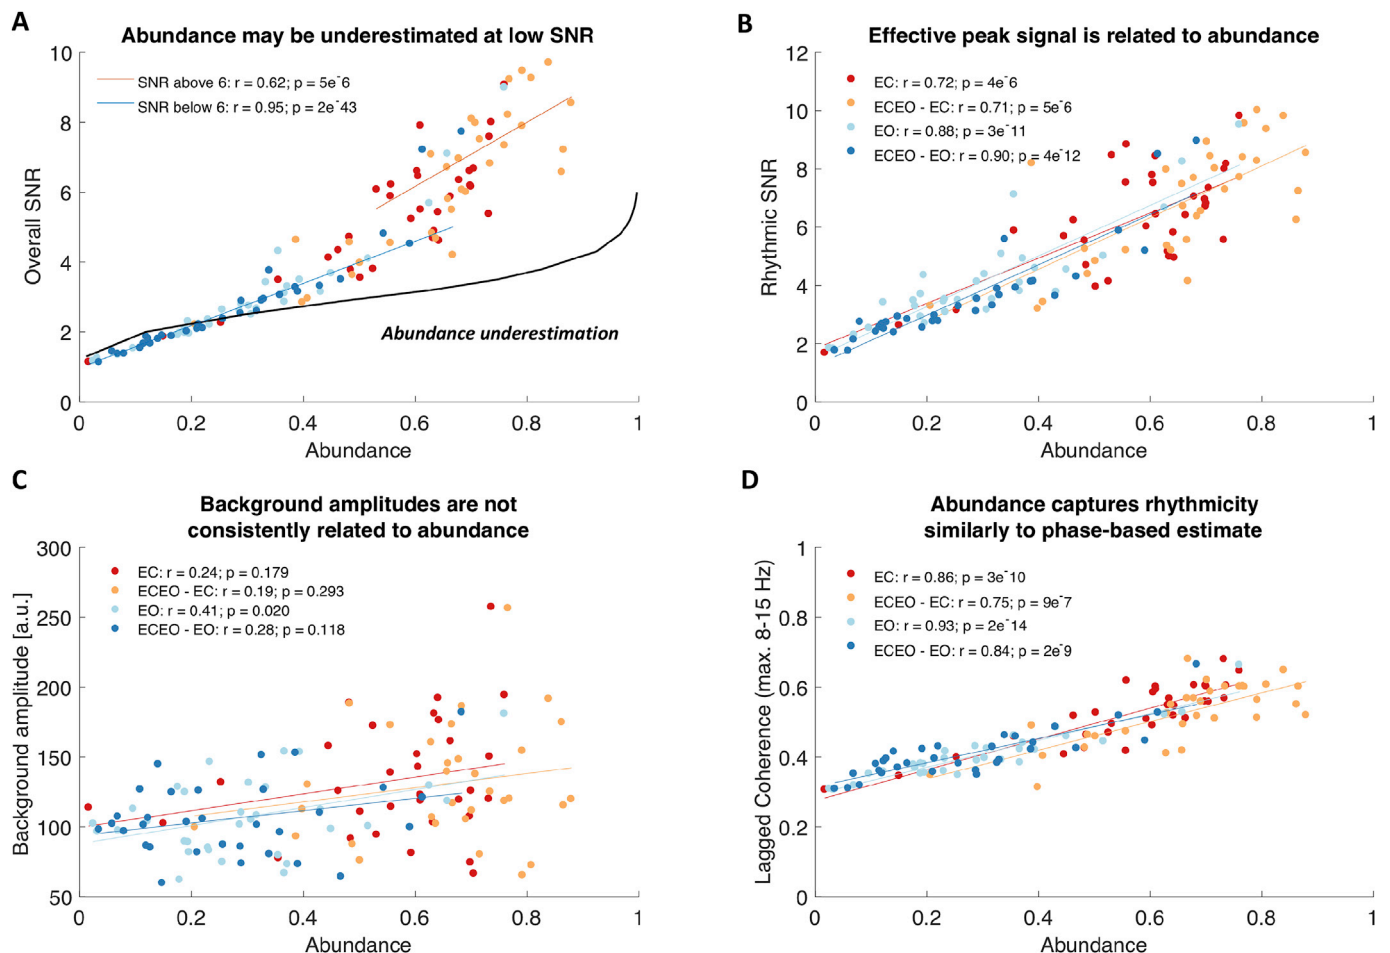 A
Abundance may be underestimated at low SNR
10
8
6
4
2
0
Overall SNR
SNR above 6: r = 0.62; p = 5e-6
SNR below 6: r = 0.95; p = 2e-43
Abundance underestimation
0 0.2 0.4 0.6 0.8 1
Abundance
B
Effective peak signal is related to abundance
12
10
8
6
4
2
0
Rhythmic SNR
EC: r = 0.72; p = 4e-6
ECEO - EC: r = 0.71; p = 5e-6
EO: r = 0.88; p = 3e-11
ECEO - EO: r = 0.90; p = 4e-12
0 0.2 0.4 0.6 0.8 1
Abundance
C
Background amplitudes are not
consistently related to abundance
300
250
200
150
100
50
Background amplitude [a.u.]
EC: r = 0.24; p = 0.179
ECEO - EC: r = 0.19; p = 0.293
EO: r = 0.41; p = 0.020
ECEO - EO: r = 0.28; p = 0.118
0 0.2 0.4 0.6 0.8 1
Abundance
D
Abundance captures rhythmicity
similarly to phase-based estimate
1
0.8
0.6
0.4
0.2
0
Lagged Coherence (max. 8-15 Hz)
EC: r = 0.86; p = 3e-10
ECEO - EC: r = 0.75; p = 9e-7
EO: r = 0.93; p = 2e-14
ECEO - EO: r = 0.84; p = 2e-9
0 0.2 0.4 0.6 0.8 1
Abundance